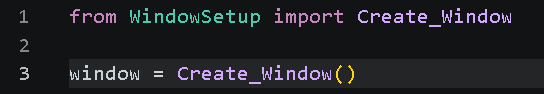 1 from WindowSetup import Create_Window
2
3 window = Create_Window()